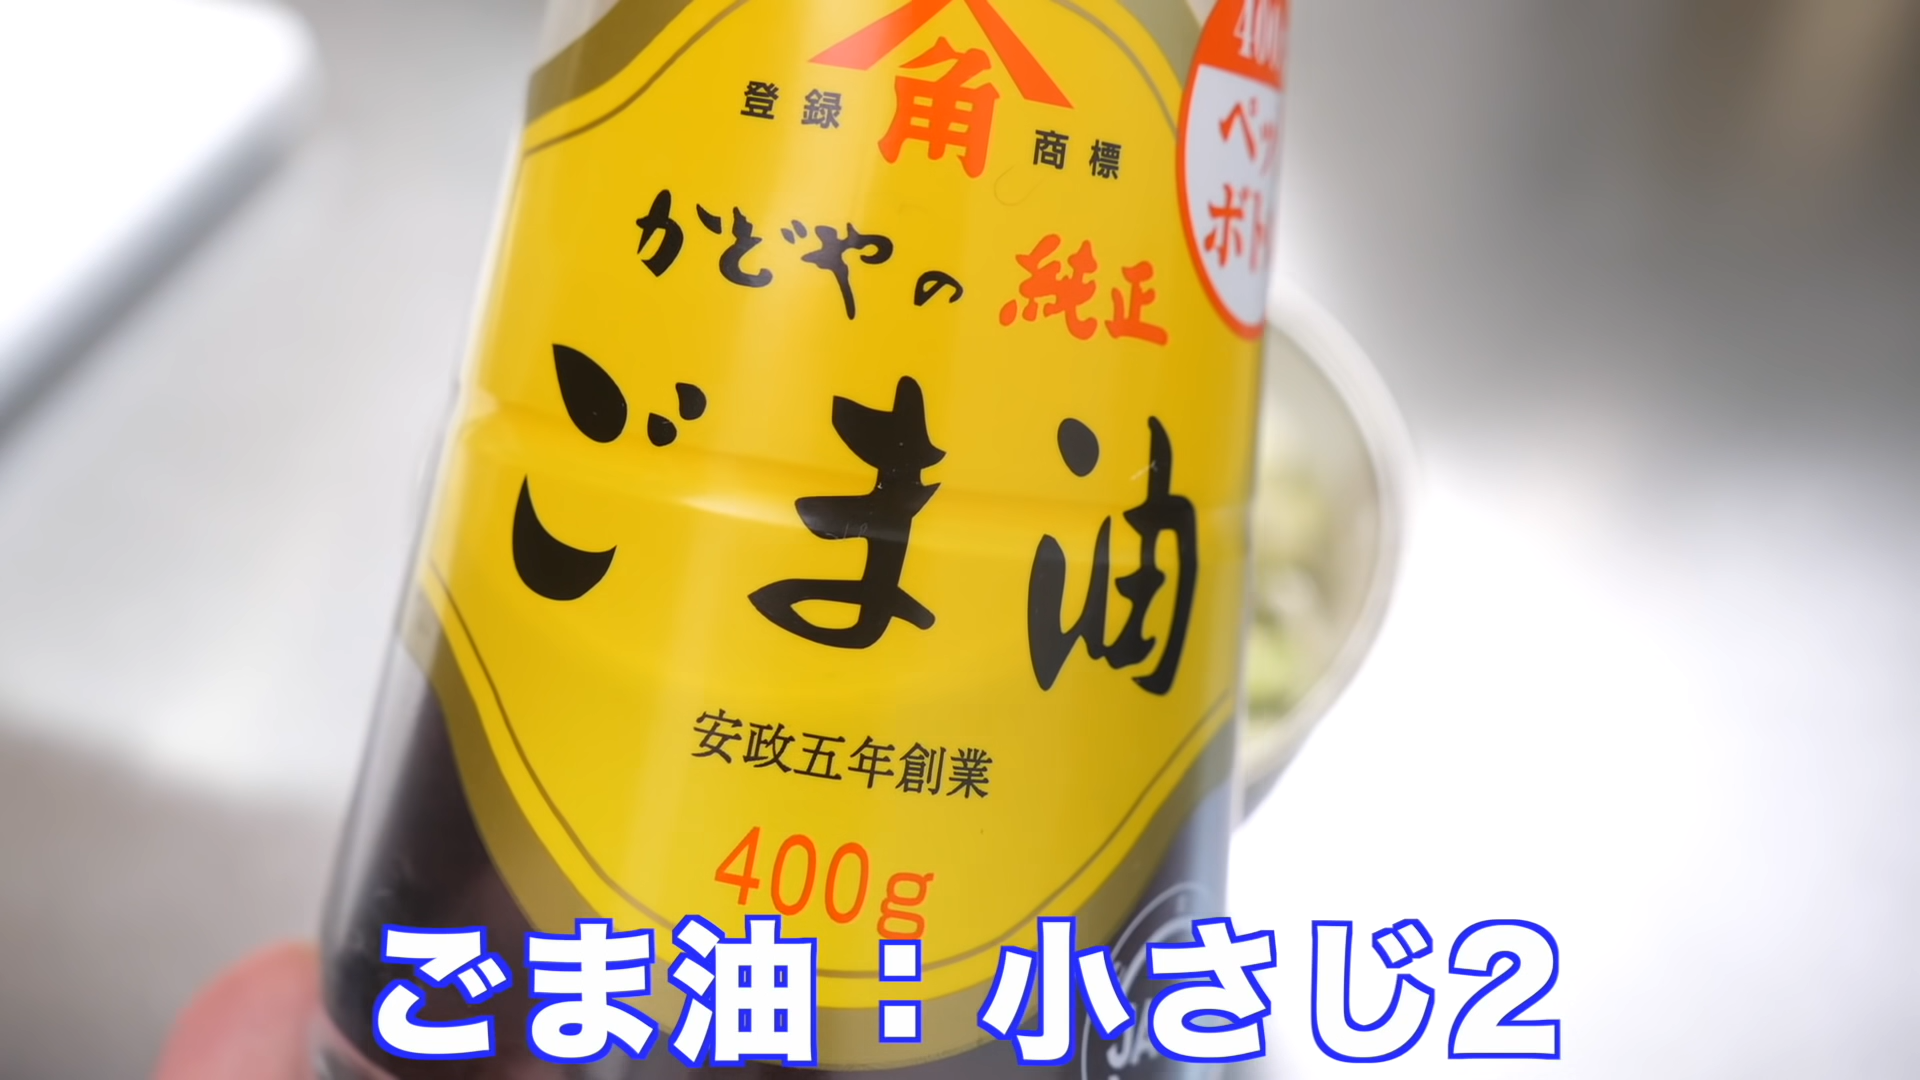 角
登録 商標
かどやの 純正
ごま油
安政五年創業
400g
ごま油：小さじ2